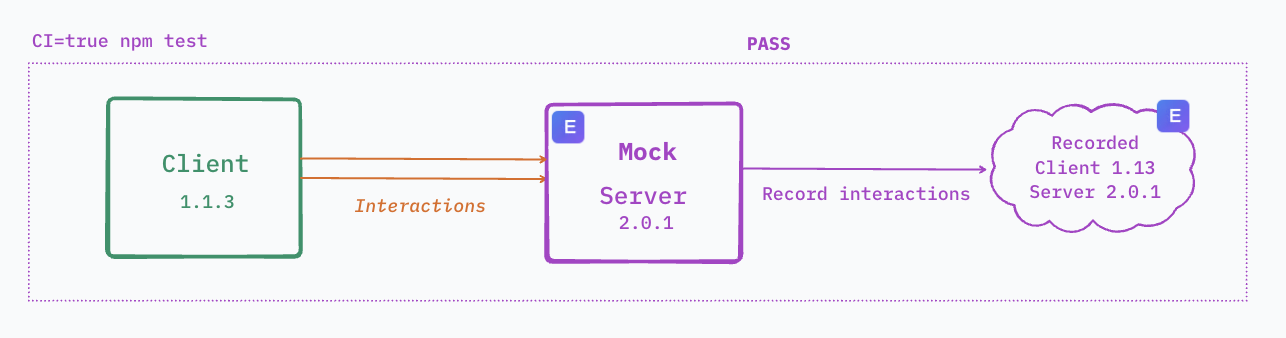 CI=true npm test
PASS
Client
1.1.3
Interactions
E
Mock
Server
2.0.1
Record interactions
E
Recorded
Client 1.13
Server 2.0.1